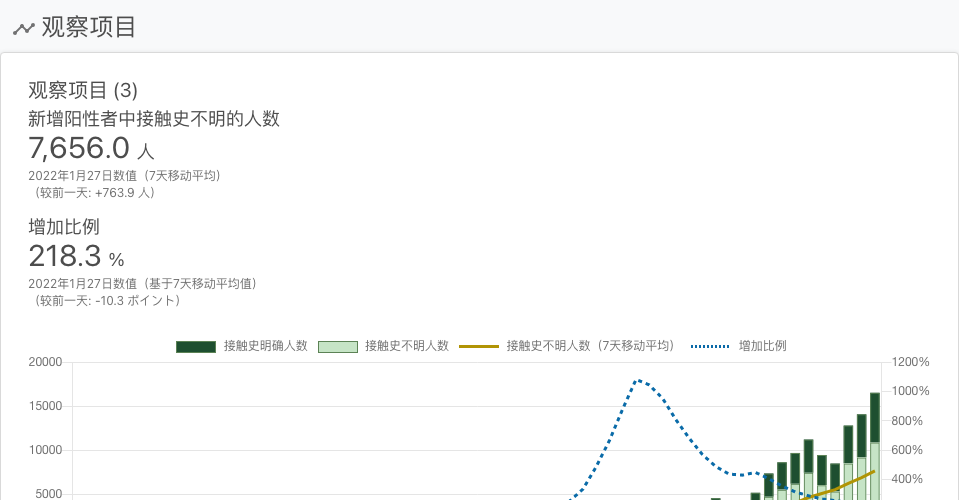 观察项目
观察项目 (3)
新增阳性者中接触史不明的人数
7,656.0 人
2022年1月27日数值（7天移动平均）
（较前一天: +763.9 人）
增加比例
218.3 %
2022年1月27日数值（基于7天移动平均值）
（较前一天: -10.3 ポイント）
接触史明确人数 接触史不明人数 接触史不明人数（7天移动平均） 增加比例
20000 1200%
1000%
15000
800%
10000 600%
400%
5000